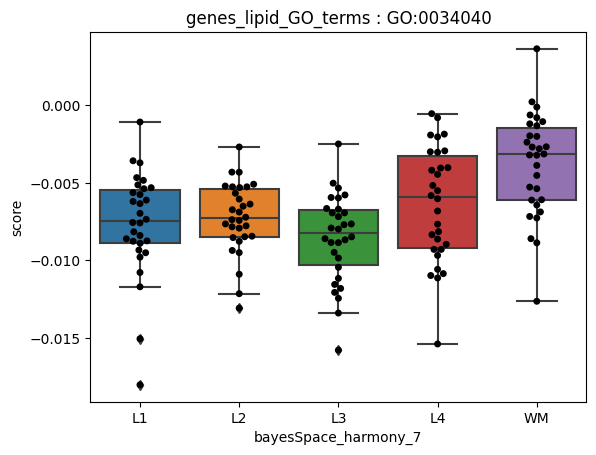 genes_lipid_GO_terms : GO:0034040
0.000
−0.005
−0.010
−0.015
score
L1
L2
L3
L4
WM
bayesSpace_harmony_7